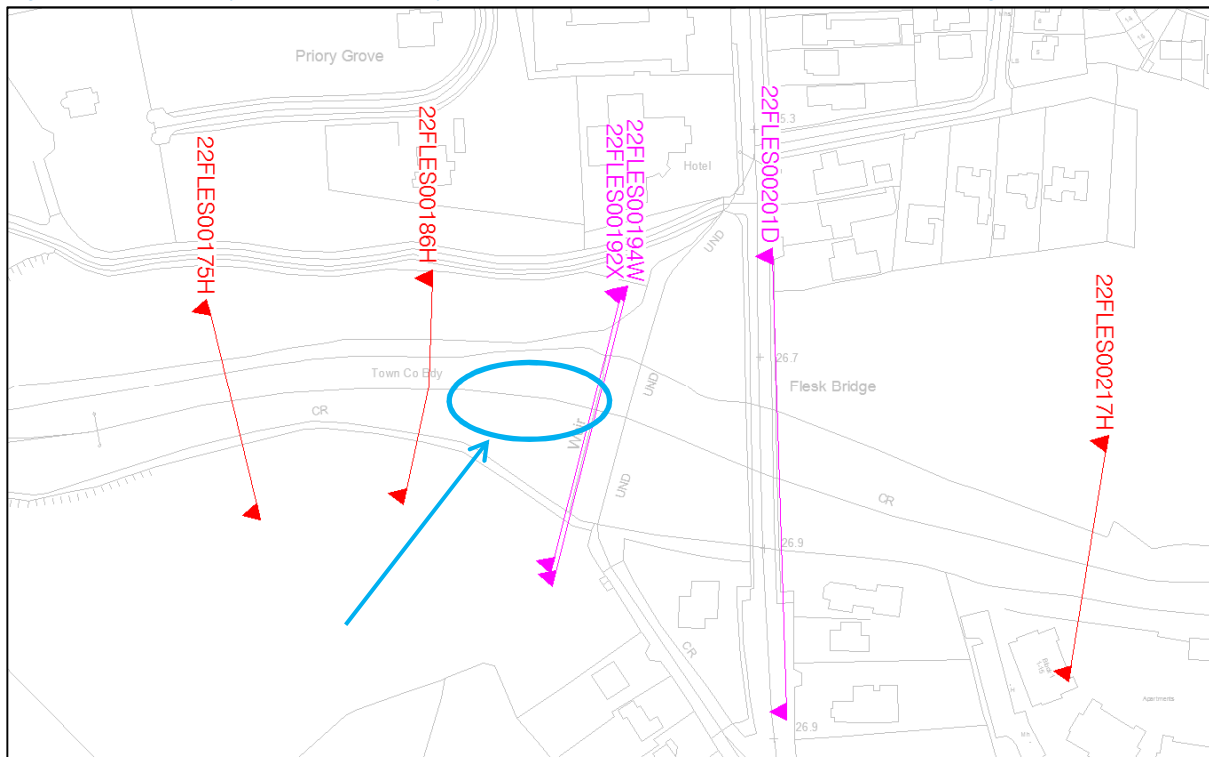 Priory Grove
22FLES00175H
22FLES00186H
22FLES00194W
22FLES00192X
22FLES00201D
22FLES00217H
15.3
Hotel
UND
26.7
Flesk Bridge
Town Co Bdy
CR
Weir
UND
UND
CR
26.9
CR
Apartments
26.9